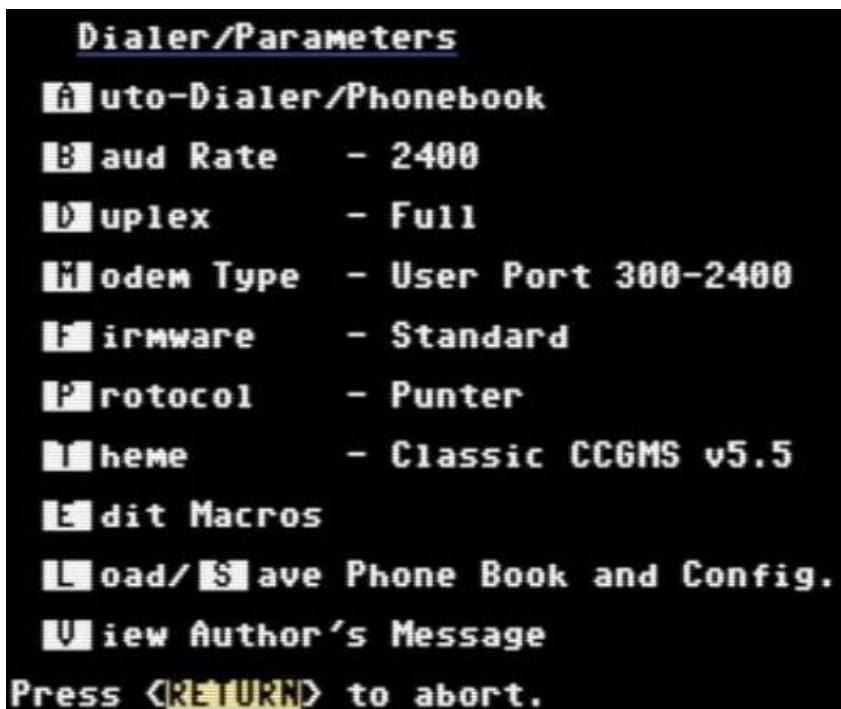 Dialer/Parameters
Auto-Dialer/Phonebook
Baud Rate - 2400
Duplex - Full
Modem Type - User Port 300-2400
Firmware - Standard
Protocol - Punter
Theme - Classic CCGMS v5.5
Edit Macros
Load/Save Phone Book and Config.
View Author's Message
Press <RETURN> to abort.